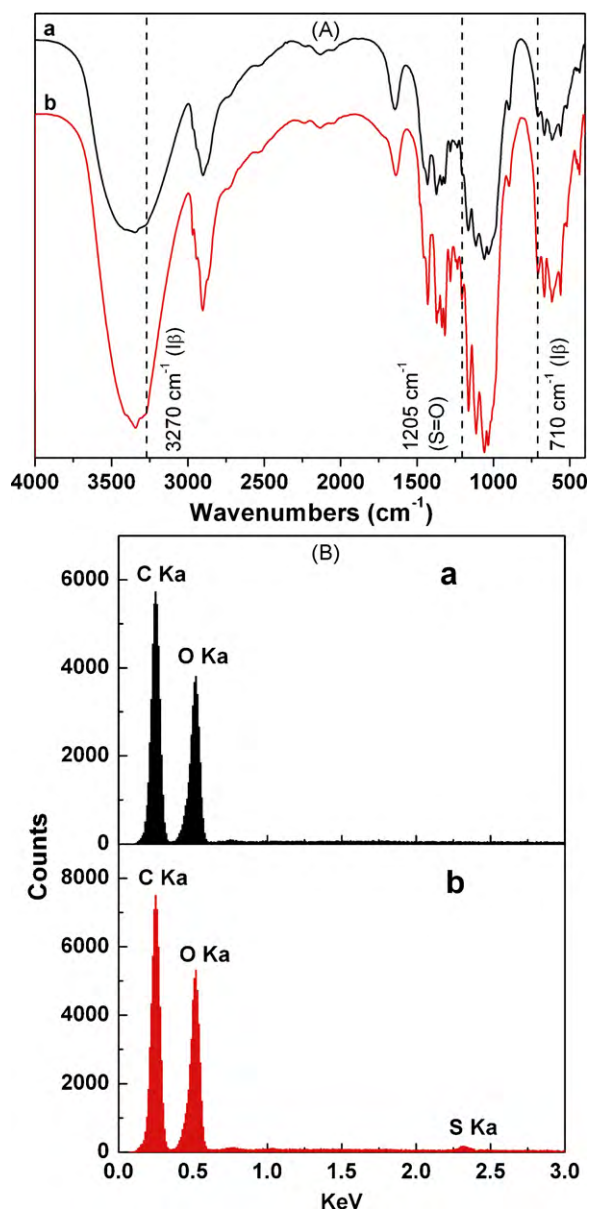 (A)
a
b
3270 cm⁻¹ (Iβ)
1205 cm⁻¹
(S=O)
710 cm⁻¹ (Iβ)
4000 3500 3000 2500 2000 1500 1000 500
Wavenumbers (cm⁻¹)
(B)
a
C Ka
O Ka
6000
4000
2000
0
Counts
b
C Ka
O Ka
S Ka
8000
6000
4000
2000
0
0.0 0.5 1.0 1.5 2.0 2.5 3.0
KeV